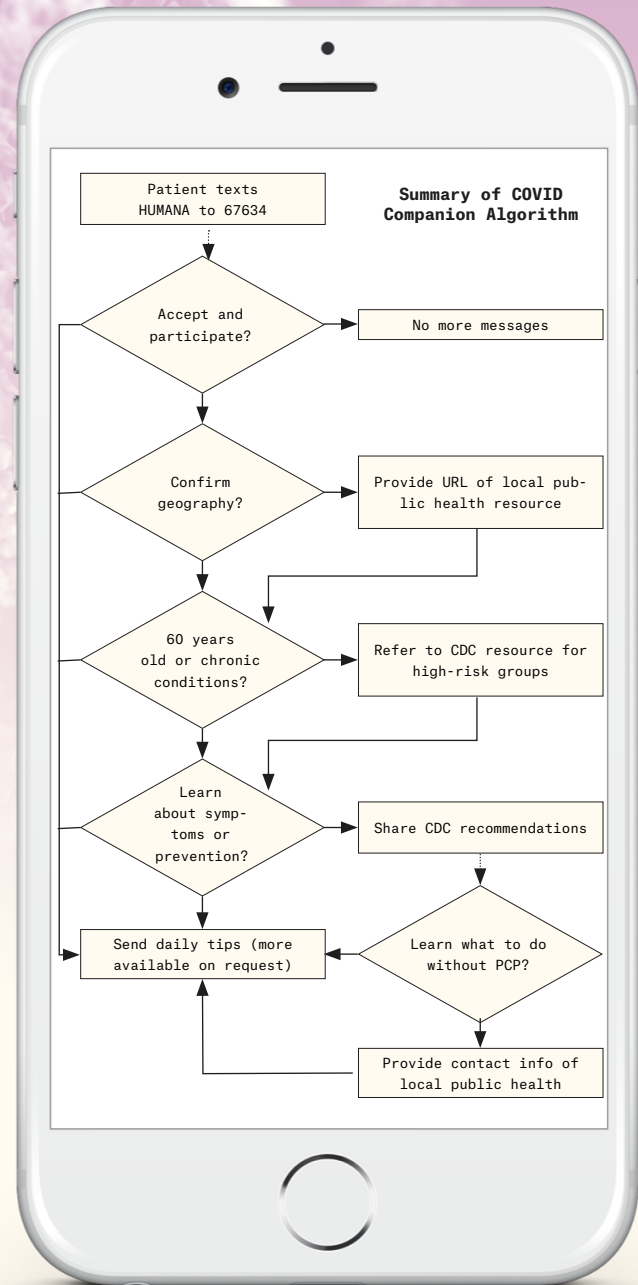 Patient texts
HUMANA to 67634
Summary of COVID
Companion Algorithm
Accept and
participate?
No more messages
Confirm
geography?
Provide URL of local pub-
lic health resource
60 years
old or chronic
conditions?
Refer to CDC resource for
high-risk groups
Learn
about symp-
toms or
prevention?
Share CDC recommendations
Send daily tips (more
available on request)
Learn what to do
without PCP?
Provide contact info of
local public health